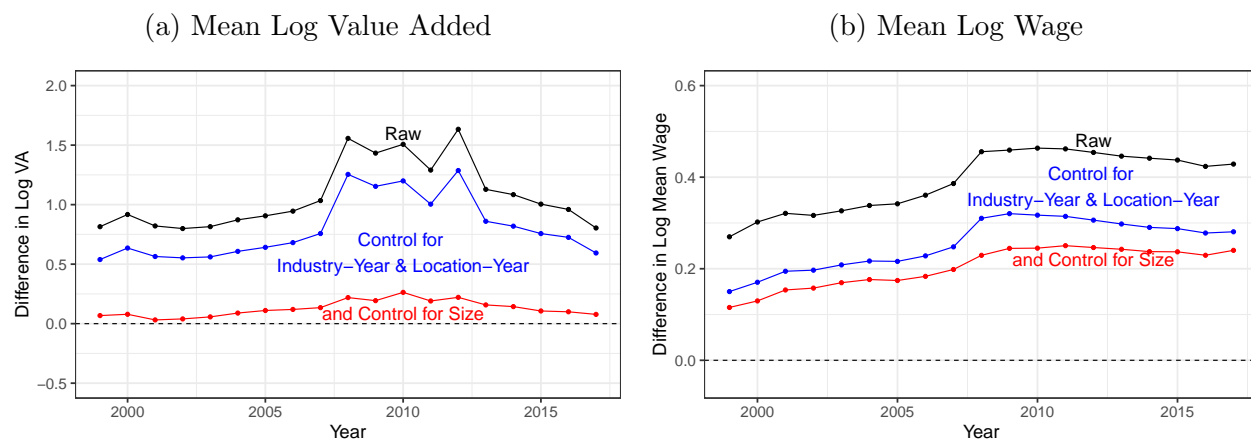 (a) Mean Log Value Added
2.0
1.5
1.0
0.5
0.0
−0.5
Difference in Log VA
Raw
Control for
Industry−Year & Location−Year
and Control for Size
2000
2005
2010
2015
Year
(b) Mean Log Wage
0.6
0.4
0.2
0.0
Difference in Log Mean Wage
Raw
Control for
Industry−Year & Location−Year
and Control for Size
2000
2005
2010
2015
Year